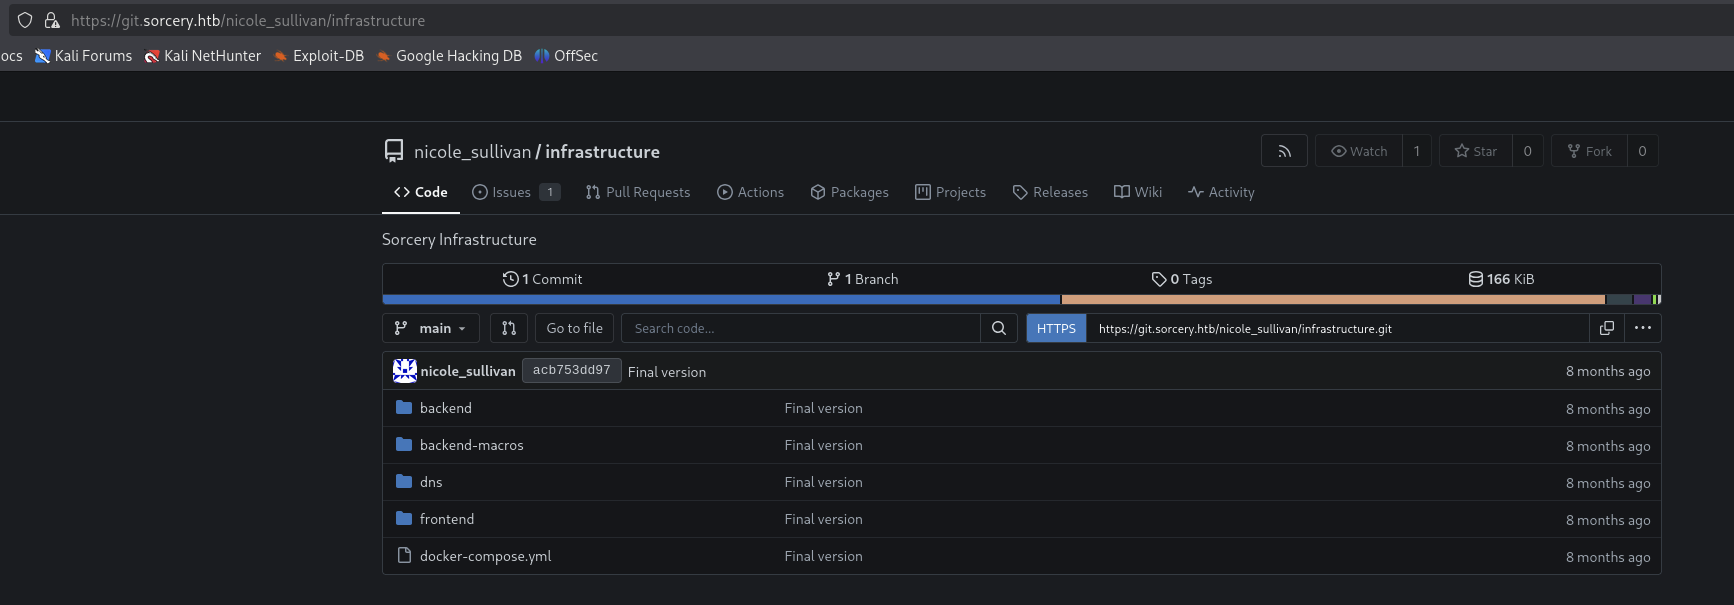 https://git.sorcery.htb/nicole_sullivan/infrastructure
ocs Kali Forums Kali NetHunter Exploit-DB Google Hacking DB OffSec
nicole_sullivan / infrastructure Watch 1 Star 0 Fork 0
Code Issues 1 Pull Requests Actions Packages Projects Releases Wiki Activity
Sorcery Infrastructure
1 Commit 1 Branch 0 Tags 166 KiB
main Go to file Search code... HTTPS https://git.sorcery.htb/nicole_sullivan/infrastructure.git
nicole_sullivan acb753dd97 Final version 8 months ago
backend Final version 8 months ago
backend-macros Final version 8 months ago
dns Final version 8 months ago
frontend Final version 8 months ago
docker-compose.yml Final version 8 months ago